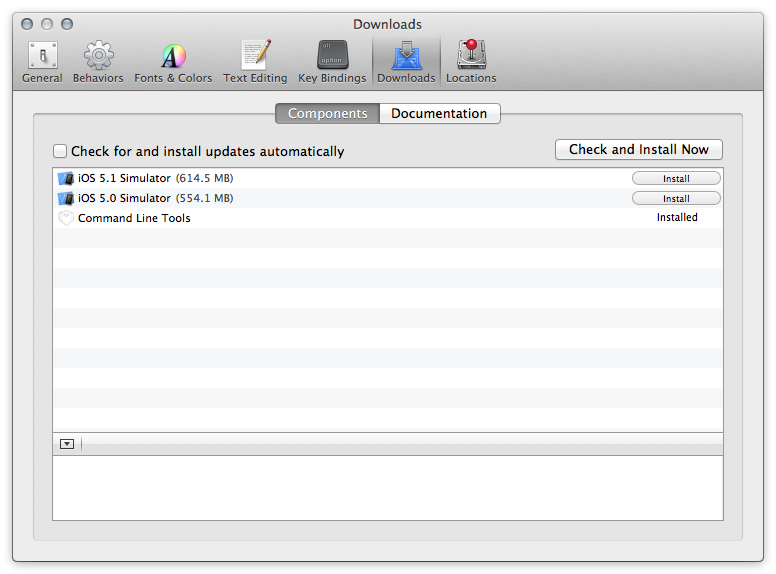 Downloads
General Behaviors Fonts & Colors Text Editing Key Bindings Downloads Locations
alt
option
Components Documentation
Check for and install updates automatically Check and Install Now
iOS 5.1 Simulator (614.5 MB) Install
iOS 5.0 Simulator (554.1 MB) Install
Command Line Tools Installed